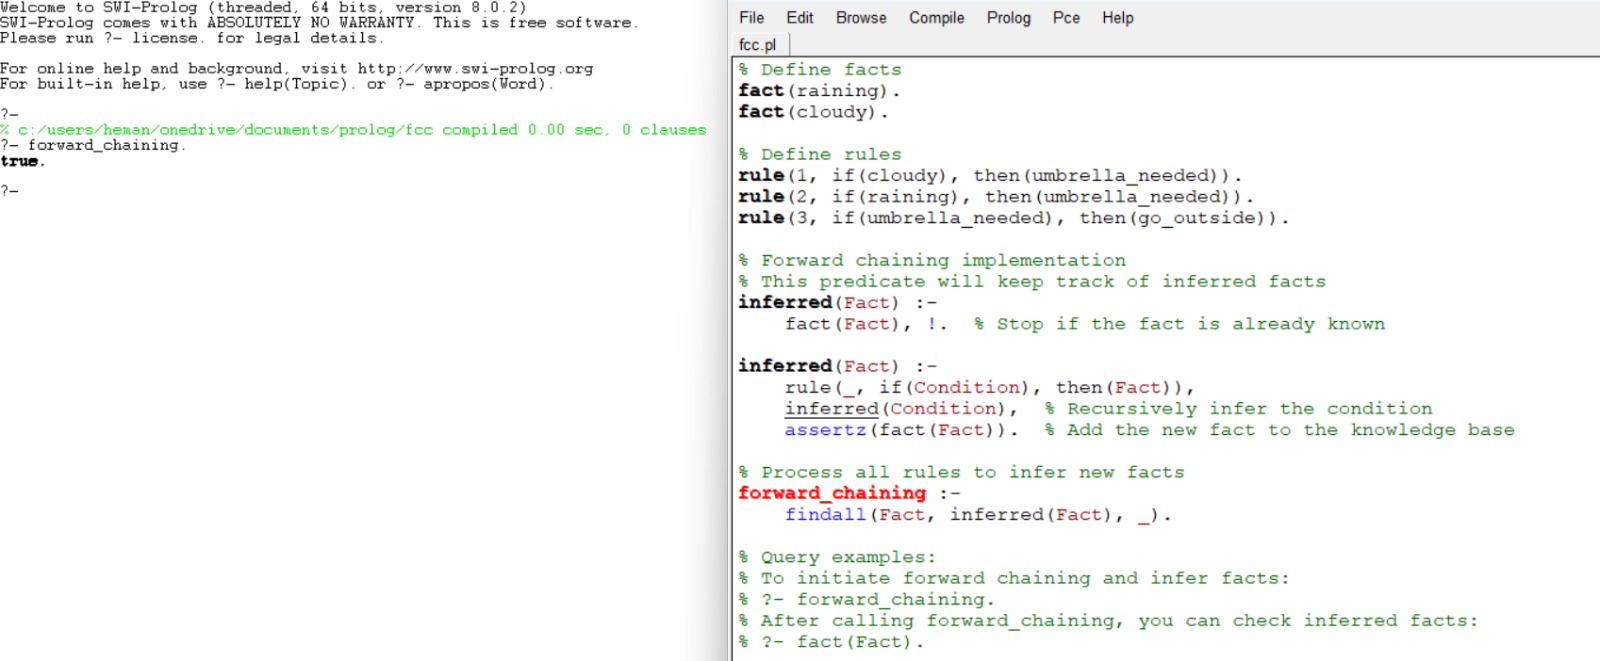 Welcome to SWI-Prolog (threaded, 64 bits, version 8.0.2)
SWI-Prolog comes with ABSOLUTELY NO WARRANTY. This is free software.
Please run ?- license. for legal details.
For online help and background, visit http://www.swi-prolog.org
For built-in help, use ?- help(Topic). or ?- apropos(Word).
?-
% c:/users/heman/onedrive/documents/prolog/fcc compiled 0.00 sec, 0 clauses
?- forward_chaining.
true.
?-
File Edit Browse Compile Prolog Pce Help
fcc.pl
% Define facts
fact(raining).
fact(cloudy).
% Define rules
rule(1, if(cloudy), then(umbrella_needed)).
rule(2, if(raining), then(umbrella_needed)).
rule(3, if(umbrella_needed), then(go_outside)).
% Forward chaining implementation
% This predicate will keep track of inferred facts
inferred(Fact) :-
    fact(Fact), !.  % Stop if the fact is already known
inferred(Fact) :-
    rule(_, if(Condition), then(Fact)),
    inferred(Condition),  % Recursively infer the condition
    assertz(fact(Fact)).  % Add the new fact to the knowledge base
% Process all rules to infer new facts
forward_chaining :-
    findall(Fact, inferred(Fact), _).
% Query examples:
% To initiate forward chaining and infer facts:
% ?- forward_chaining.
% After calling forward_chaining, you can check inferred facts:
% ?- fact(Fact).